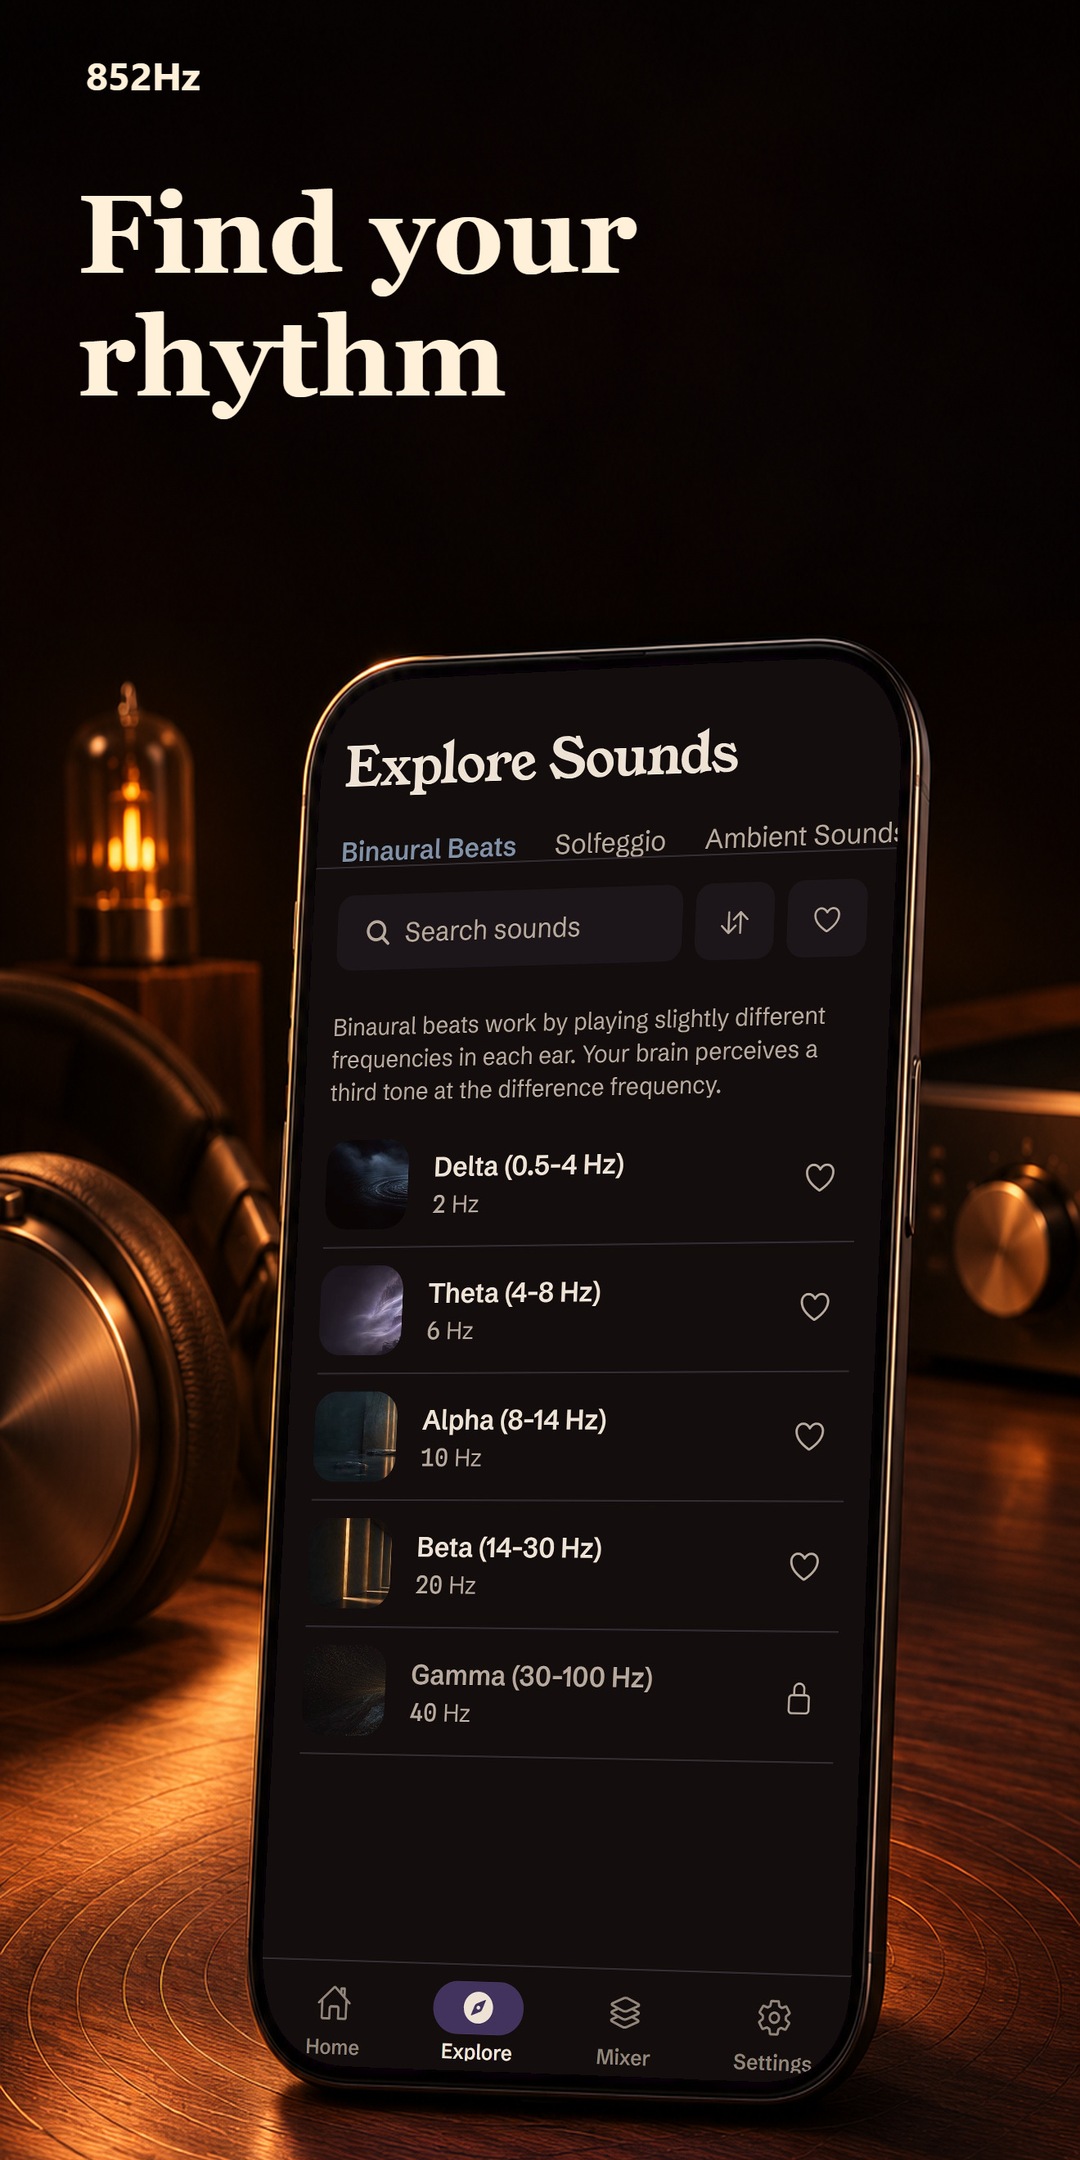 852Hz
Find your
rhythm
Explore Sounds
Binaural Beats Solfeggio Ambient Sounds
Search sounds
Binaural beats work by playing slightly different
frequencies in each ear. Your brain perceives a
third tone at the difference frequency.
Delta (0.5-4 Hz)
2 Hz
Theta (4-8 Hz)
6 Hz
Alpha (8-14 Hz)
10 Hz
Beta (14-30 Hz)
20 Hz
Gamma (30-100 Hz)
40 Hz
Home Explore Mixer Settings